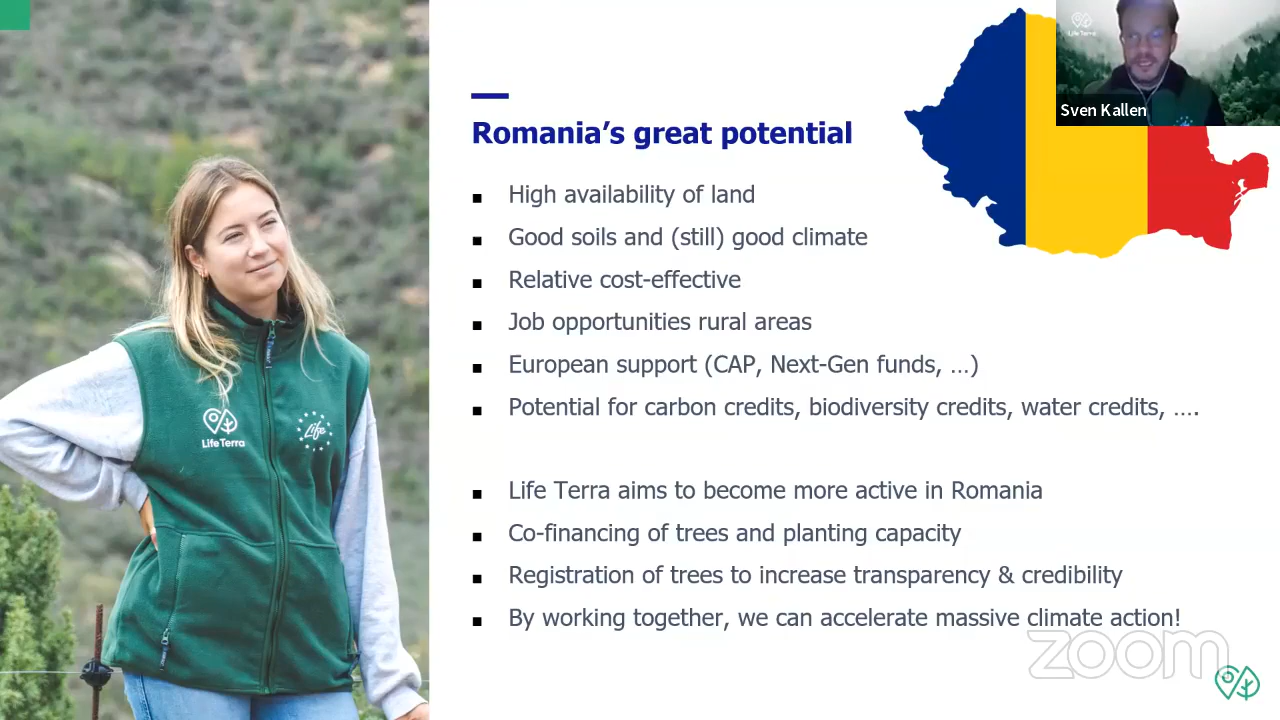 Life Terra
Sven Kallen
Romania’s great potential
High availability of land
Good soils and (still) good climate
Relative cost-effective
Job opportunities rural areas
European support (CAP, Next-Gen funds, …)
Potential for carbon credits, biodiversity credits, water credits, ….
Life Terra
Life
Life Terra aims to become more active in Romania
Co-financing of trees and planting capacity
Registration of trees to increase transparency & credibility
By working together, we can accelerate massive climate action!
zoom